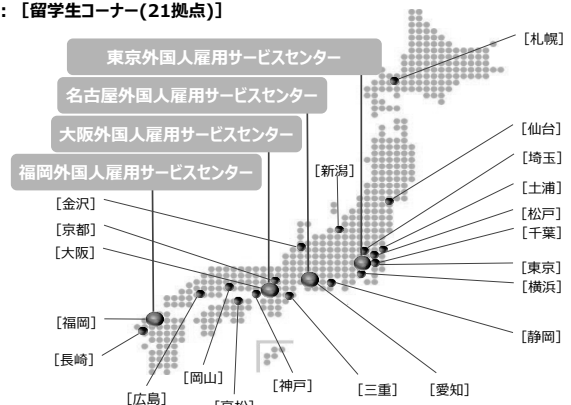 : ［留学生コーナー(21拠点)］
東京外国人雇用サービスセンター
名古屋外国人雇用サービスセンター
大阪外国人雇用サービスセンター
福岡外国人雇用サービスセンター
［札幌］
［仙台］
［埼玉］
［土浦］
［松戸］
［千葉］
［東京］
［横浜］
［静岡］
［新潟］
［金沢］
［京都］
［大阪］
［福岡］
［長崎］
［広島］
［岡山］
［高松］
［神戸］
［三重］
［愛知］